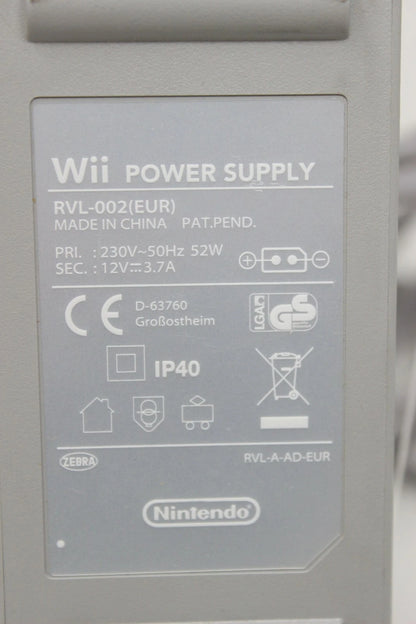 Wii POWER SUPPLY
RVL-002(EUR)
MADE IN CHINA PAT.PEND.
PRI. : 230V~50Hz 52W
SEC. : 12V⎓3.7A
CE D-63760
Großostheim
LGA GS
IP40
ZEBRA RVL-A-AD-EUR
Nintendo